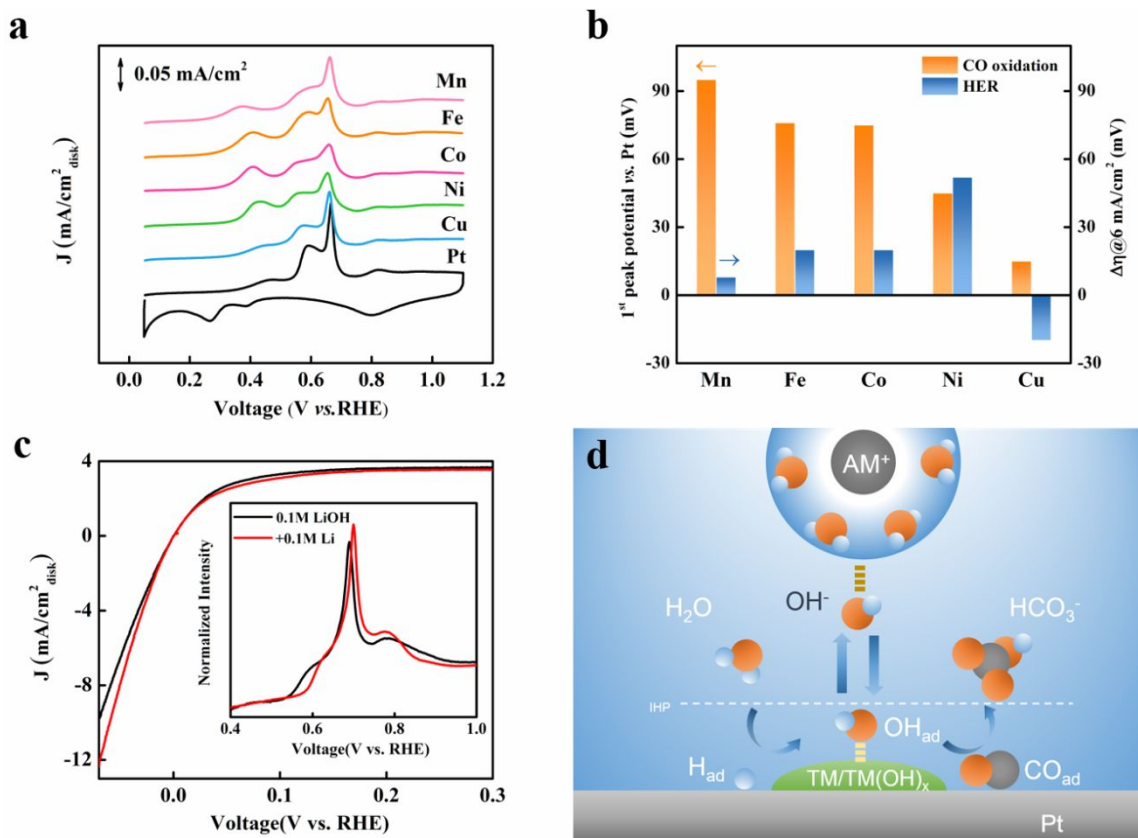 a
0.05 mA/cm²
Mn
Fe
Co
Ni
Cu
Pt
J (mA/cm²disk)
0.0 0.2 0.4 0.6 0.8 1.0 1.2
Voltage (V vs.RHE)
b
CO oxidation
HER
1st peak potential vs. Pt (mV)
90
60
30
0
-30
90
60
30
0
-30
Δη@6 mA/cm² (mV)
Mn Fe Co Ni Cu
c
J (mA/cm²disk)
4
0
-4
-8
-12
0.1M LiOH
+0.1M Li
Normalized Intensity
0.4 0.6 0.8 1.0
Voltage(V vs. RHE)
0.0 0.1 0.2 0.3
Voltage(V vs. RHE)
d
AM⁺
OH⁻
H₂O
HCO₃⁻
IHP
OHad
Had
TM/TM(OH)ₓ
COad
Pt